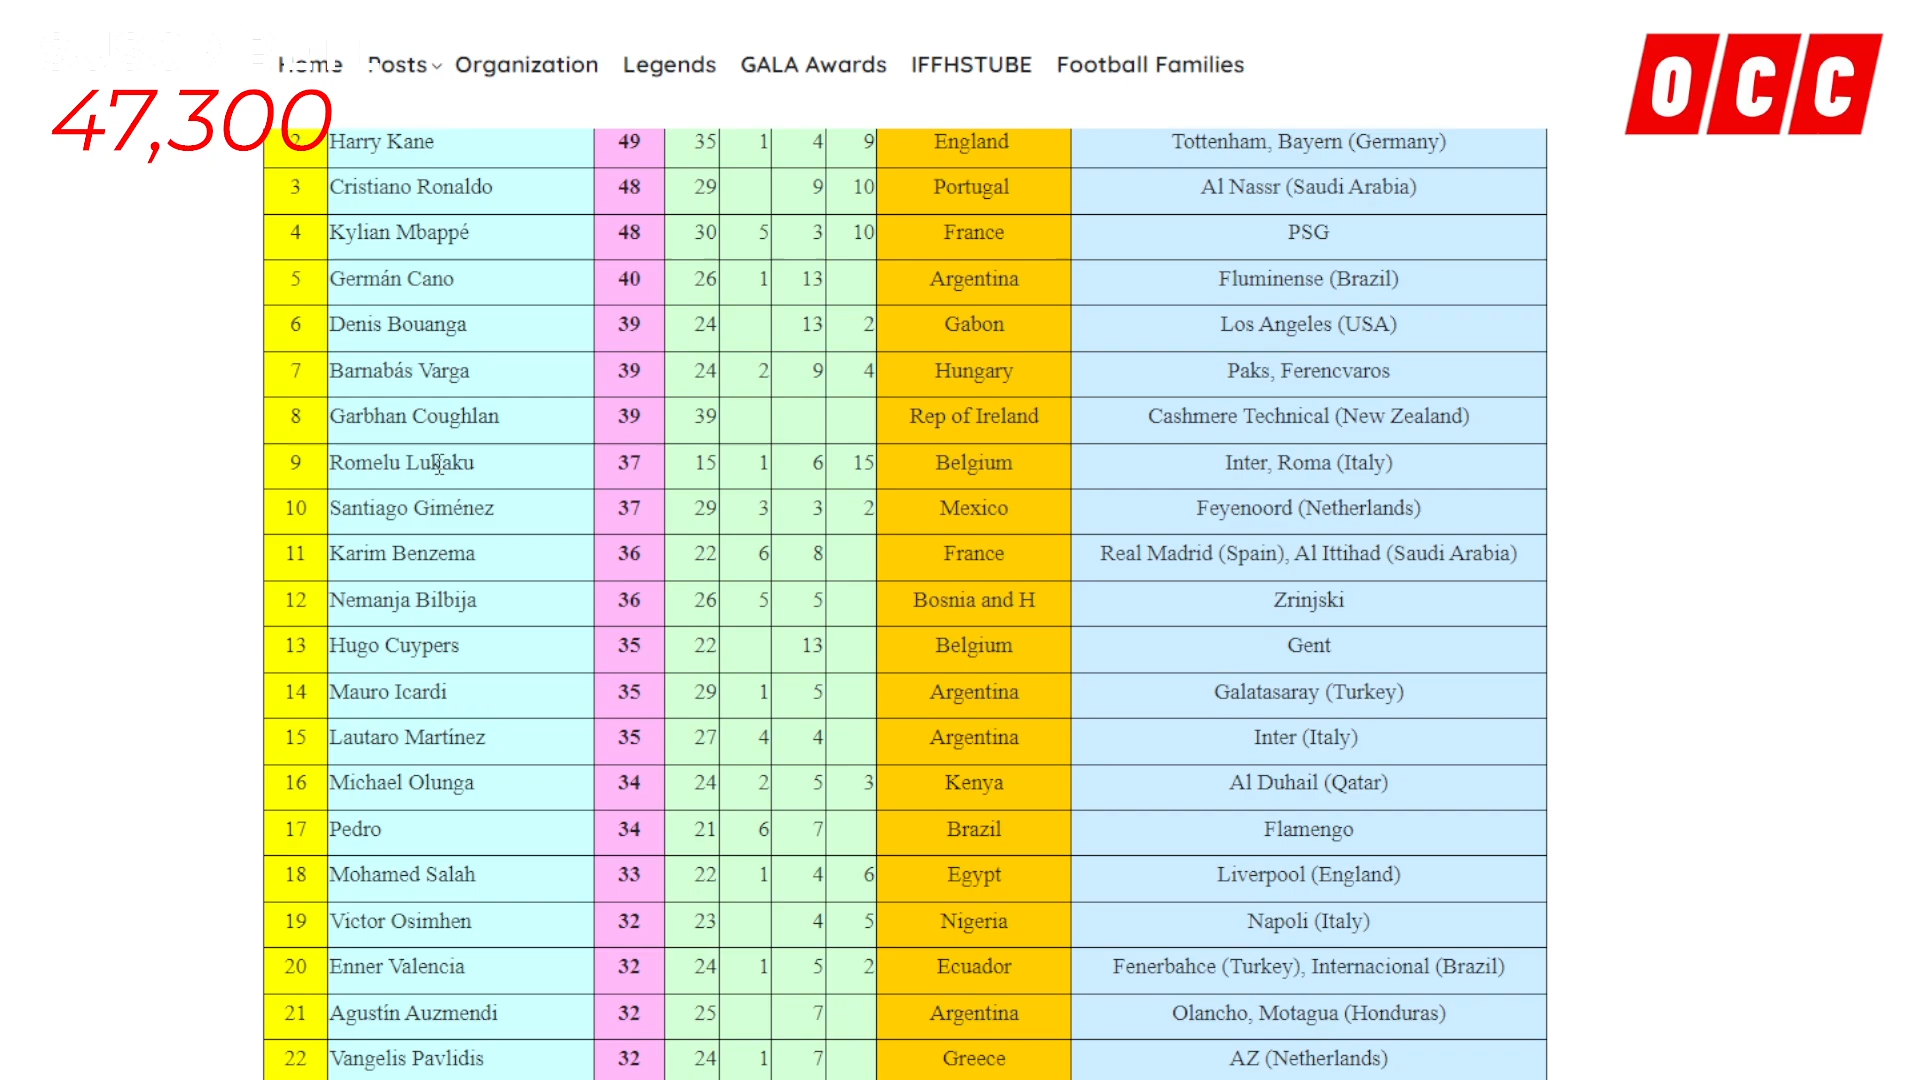 Home Posts Organization Legends GALA Awards IFFHSTUBE Football Families
OCC
47,300
2 Harry Kane 49 35 1 4 9 England Tottenham, Bayern (Germany)
3 Cristiano Ronaldo 48 29 9 10 Portugal Al Nassr (Saudi Arabia)
4 Kylian Mbappé 48 30 5 3 10 France PSG
5 Germán Cano 40 26 1 13 Argentina Fluminense (Brazil)
6 Denis Bouanga 39 24 13 2 Gabon Los Angeles (USA)
7 Barnabás Varga 39 24 2 9 4 Hungary Paks, Ferencvaros
8 Garbhan Coughlan 39 39 Rep of Ireland Cashmere Technical (New Zealand)
9 Romelu Lukaku 37 15 1 6 15 Belgium Inter, Roma (Italy)
10 Santiago Giménez 37 29 3 3 2 Mexico Feyenoord (Netherlands)
11 Karim Benzema 36 22 6 8 France Real Madrid (Spain), Al Ittihad (Saudi Arabia)
12 Nemanja Bilbija 36 26 5 5 Bosnia and H Zrinjski
13 Hugo Cuypers 35 22 13 Belgium Gent
14 Mauro Icardi 35 29 1 5 Argentina Galatasaray (Turkey)
15 Lautaro Martínez 35 27 4 4 Argentina Inter (Italy)
16 Michael Olunga 34 24 2 5 3 Kenya Al Duhail (Qatar)
17 Pedro 34 21 6 7 Brazil Flamengo
18 Mohamed Salah 33 22 1 4 6 Egypt Liverpool (England)
19 Victor Osimhen 32 23 4 5 Nigeria Napoli (Italy)
20 Enner Valencia 32 24 1 5 2 Ecuador Fenerbahce (Turkey), Internacional (Brazil)
21 Agustín Auzmendi 32 25 7 Argentina Olancho, Motagua (Honduras)
22 Vangelis Pavlidis 32 24 1 7 Greece AZ (Netherlands)